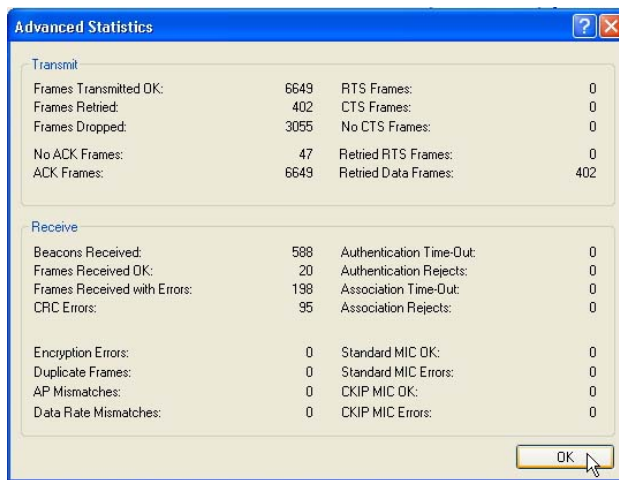 Advanced Statistics
Transmit
Frames Transmitted OK: 6649 RTS Frames: 0
Frames Retried: 402 CTS Frames: 0
Frames Dropped: 3055 No CTS Frames: 0
No ACK Frames: 47 Retried RTS Frames: 0
ACK Frames: 6649 Retried Data Frames: 402
Receive
Beacons Received: 588 Authentication Time-Out: 0
Frames Received OK: 20 Authentication Rejects: 0
Frames Received with Errors: 198 Association Time-Out: 0
CRC Errors: 95 Association Rejects: 0
Encryption Errors: 0 Standard MIC OK: 0
Duplicate Frames: 0 Standard MIC Errors: 0
AP Mismatches: 0 CKIP MIC OK: 0
Data Rate Mismatches: 0 CKIP MIC Errors: 0
OK